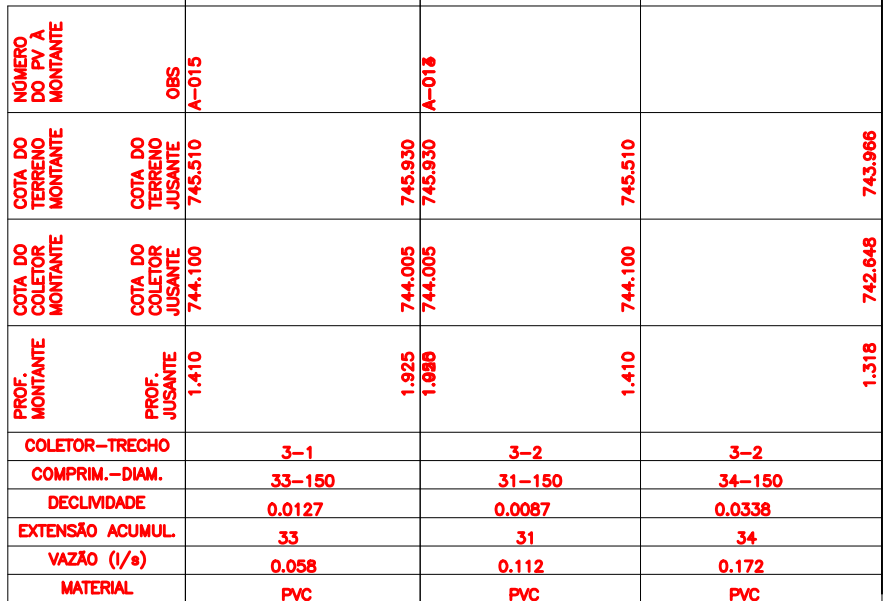 NÚMERO DO PV À MONTANTE OBS A-015
COTA DO TERRENO MONTANTE COTA DO TERRENO JUSANTE 745.510 745.930 745.930 745.510 743.966
COTA DO COLETOR MONTANTE COTA DO COLETOR JUSANTE 744.100 744.005 744.005 744.100 742.648
PROF. MONTANTE PROF. JUSANTE 1.410 1.925 1.410 1.318
COLETOR-TRECHO 3-1 3-2 3-2
COMPRIM.-DIAM. 33-150 31-150 34-150
DECLIVIDADE 0.0127 0.0087 0.0338
EXTENSÃO ACUMUL. 33 31 34
VAZÃO (l/s) 0.058 0.112 0.172
MATERIAL PVC PVC PVC